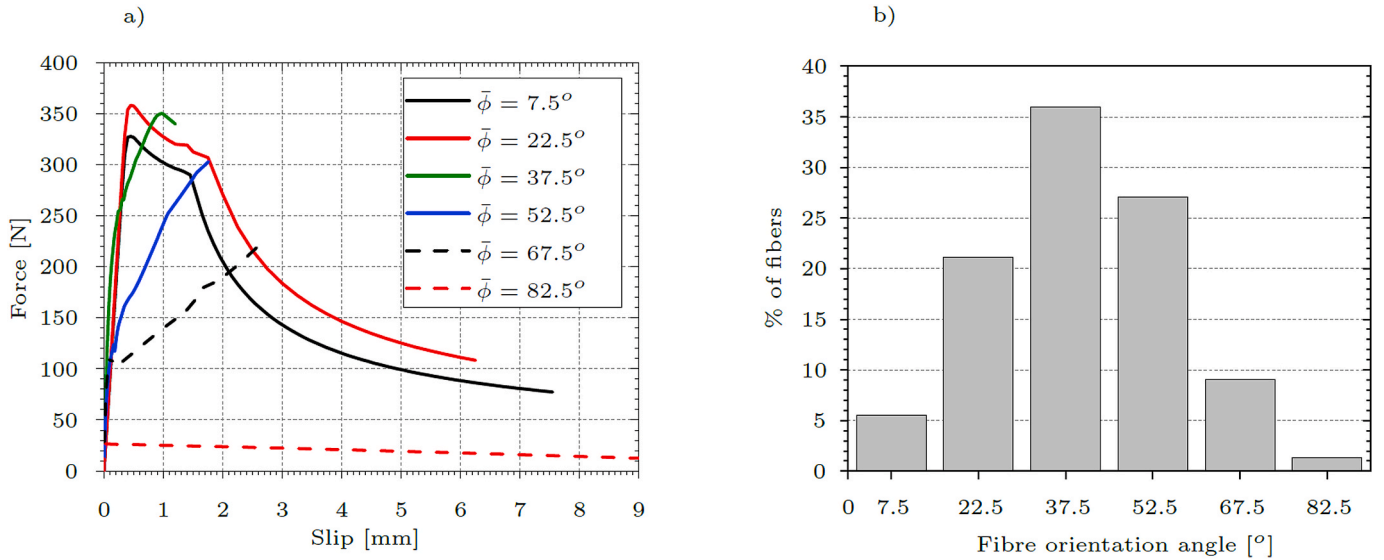 a)
400
350
300
250
200
150
100
50
0
Force [N]
0 1 2 3 4 5 6 7 8 9
Slip [mm]
ϕ̄ = 7.5°
ϕ̄ = 22.5°
ϕ̄ = 37.5°
ϕ̄ = 52.5°
ϕ̄ = 67.5°
ϕ̄ = 82.5°
b)
40
35
30
25
20
15
10
5
0
% of fibers
0 7.5 22.5 37.5 52.5 67.5 82.5
Fibre orientation angle [°]